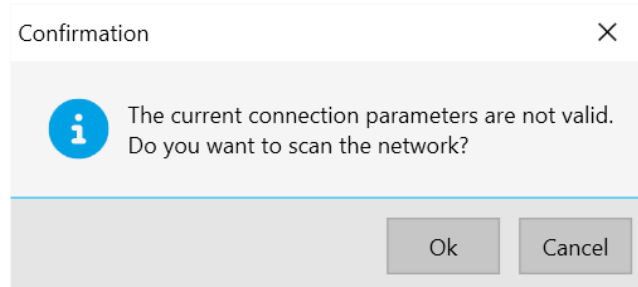 Confirmation
The current connection parameters are not valid.
Do you want to scan the network?
Ok
Cancel